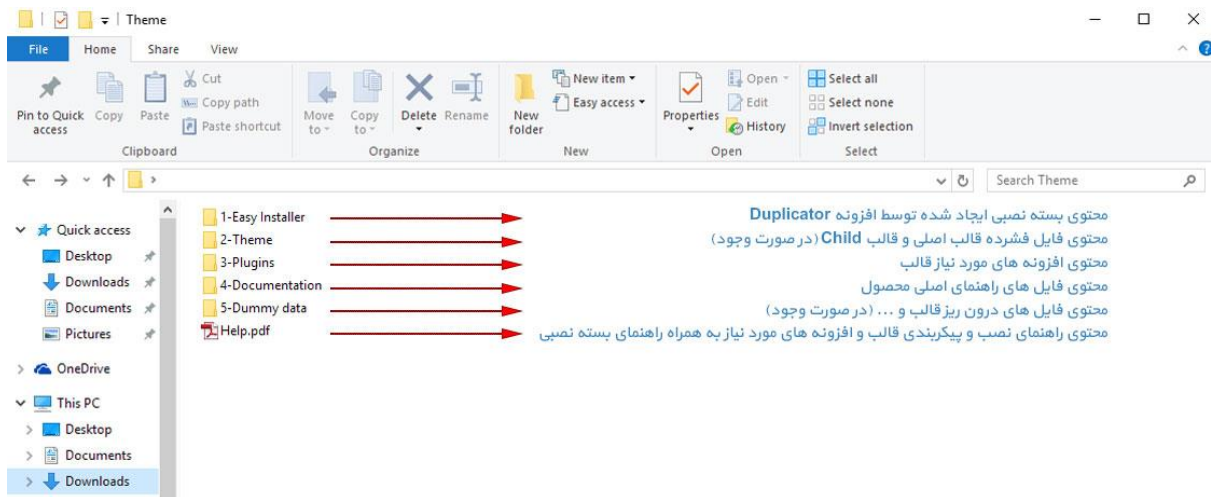 Theme
File Home Share View
Pin to Quick access
Copy
Paste
Cut
Copy path
Paste shortcut
Clipboard
Move to
Copy to
Delete
Rename
Organize
New folder
New item
Easy access
New
Properties
Open
Edit
History
Open
Select all
Select none
Invert selection
Select
Search Theme
Quick access
Desktop
Downloads
Documents
Pictures
OneDrive
This PC
Desktop
Documents
Downloads
1-Easy Installer محتوی بسته نصبی ایجاد شده توسط افزونه Duplicator
2-Theme محتوی فایل فشرده قالب اصلی و قالب Child (در صورت وجود)
3-Plugins محتوی افزونه های مورد نیاز قالب
4-Documentation محتوی فایل های راهنمای اصلی محصول
5-Dummy data محتوی فایل های درون ریز قالب و ... (در صورت وجود)
Help.pdf محتوی راهنمای نصب و پیکربندی قالب و افزونه های مورد نیاز به همراه راهنمای بسته نصبی